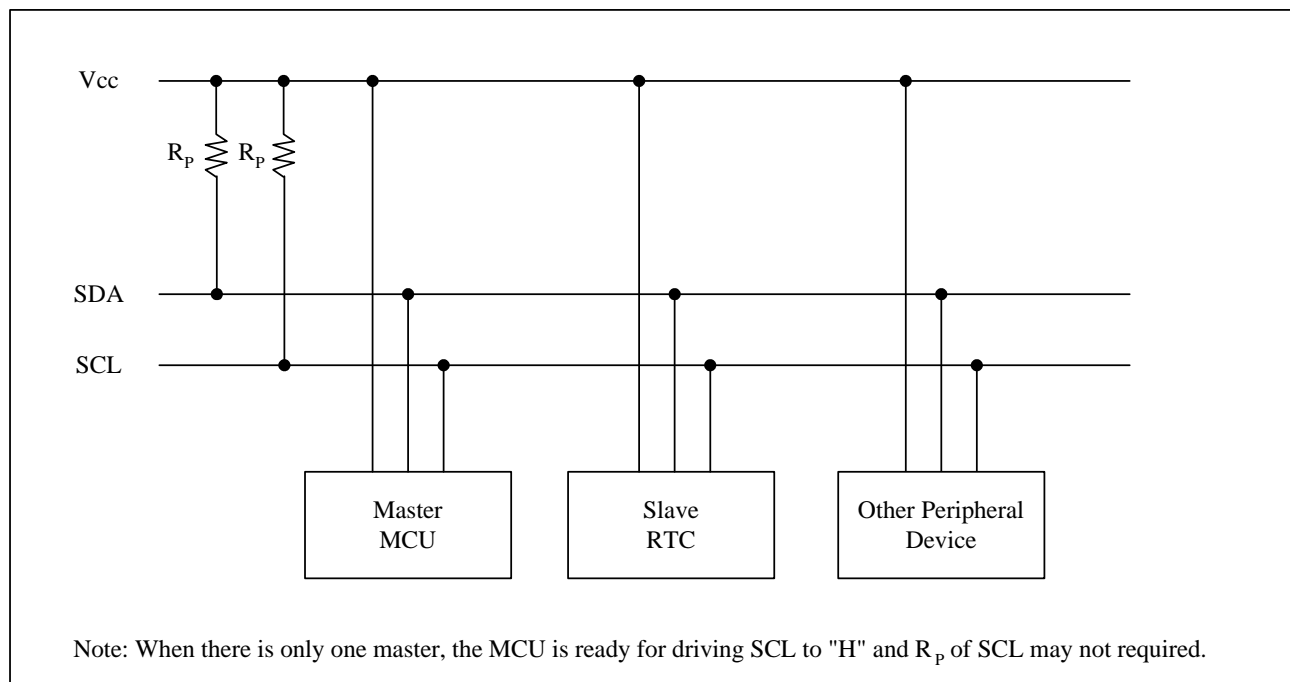 Vcc
R_P R_P
SDA
SCL
Master
MCU
Slave
RTC
Other Peripheral
Device
Note: When there is only one master, the MCU is ready for driving SCL to "H" and R_P of SCL may not required.